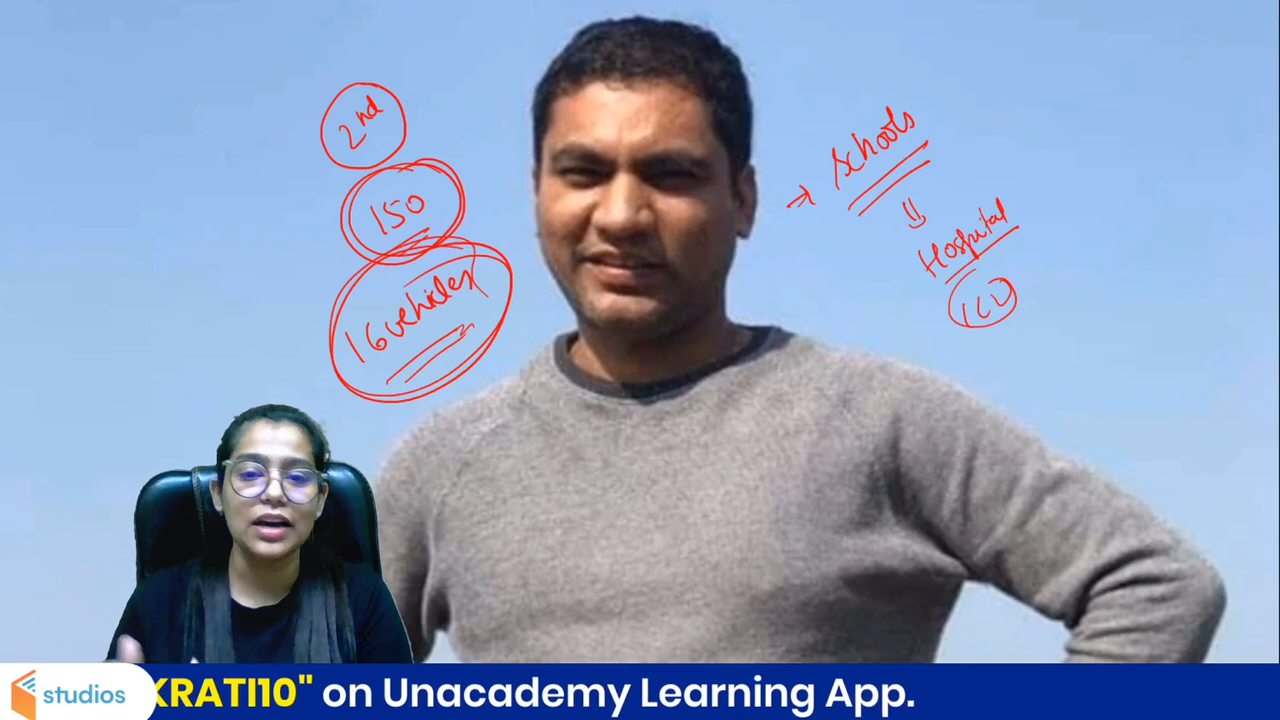 2nd
150
16 vehicles
→ Schools
⇓
Hospital
ICU
studios
KRATI10" on Unacademy Learning App.